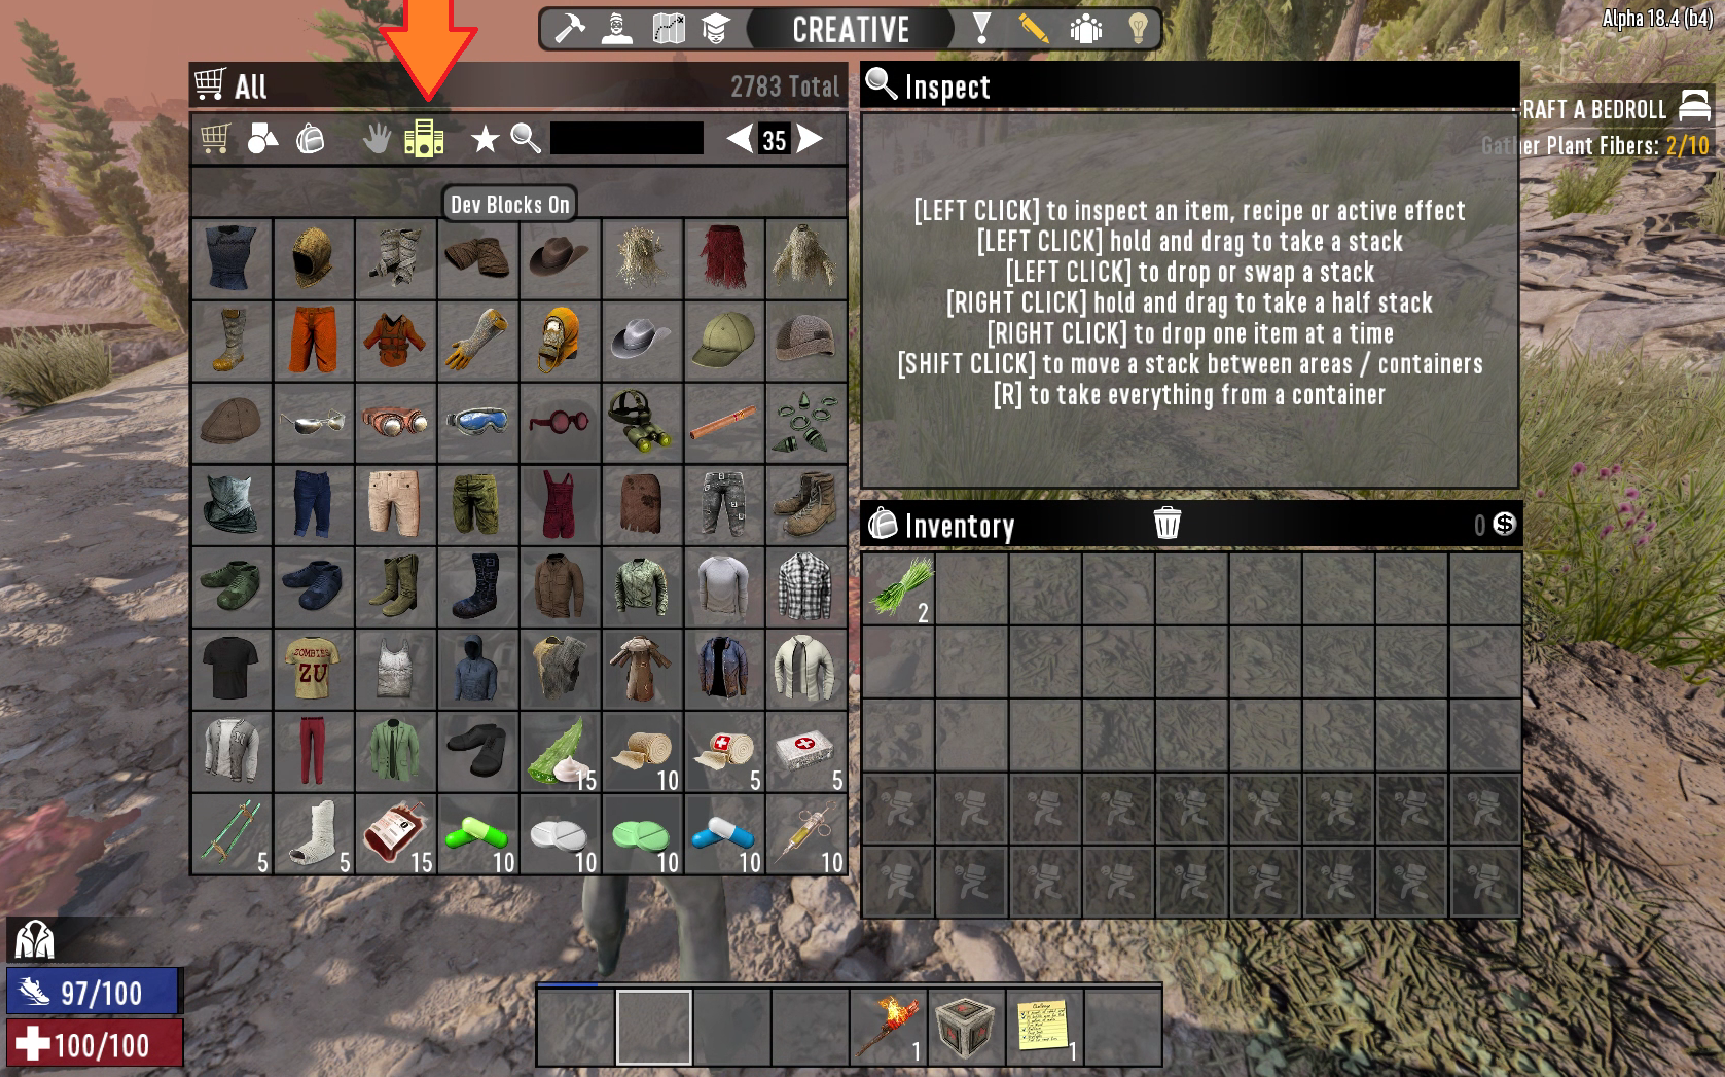 CREATIVE
Alpha 18.4 (b4)
All
2783 Total
35
Dev Blocks On
Inspect
[LEFT CLICK] to inspect an item, recipe or active effect
[LEFT CLICK] hold and drag to take a stack
[LEFT CLICK] to drop or swap a stack
[RIGHT CLICK] hold and drag to take a half stack
[RIGHT CLICK] to drop one item at a time
[SHIFT CLICK] to move a stack between areas / containers
[R] to take everything from a container
RAFT A BEDROLL
Gather Plant Fibers: 2/10
Inventory
0
2
ZOMBIES
ZU
15
10
5
5
5
5
15
10
10
10
10
10
97/100
100/100
1
1